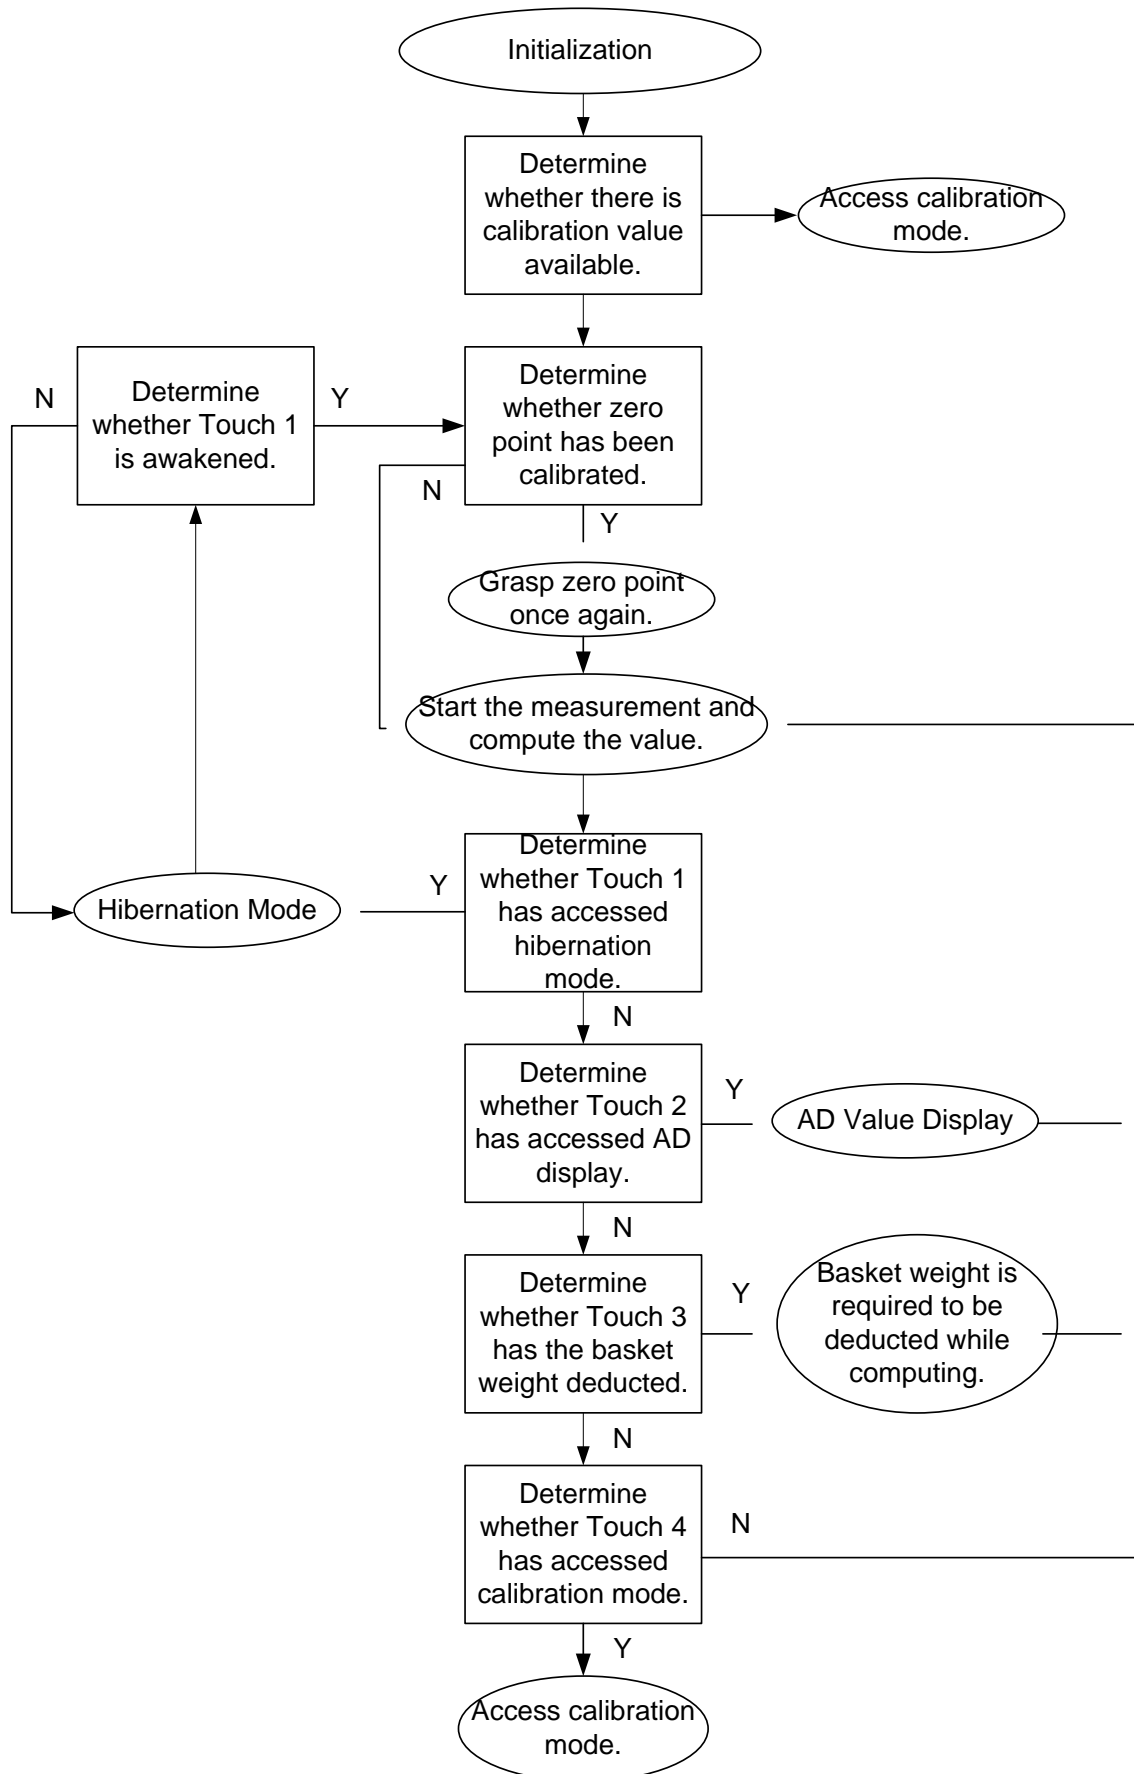 Initialization
Determine
whether there is
calibration value
available.
Access calibration
mode.
N
Determine
whether Touch 1
is awakened.
Y
Determine
whether zero
point has been
calibrated.
N
Y
Grasp zero point
once again.
Start the measurement and
compute the value.
Hibernation Mode
Y
Determine
whether Touch 1
has accessed
hibernation
mode.
N
Determine
whether Touch 2
has accessed AD
display.
Y
AD Value Display
N
Determine
whether Touch 3
has the basket
weight deducted.
Y
Basket weight is
required to be
deducted while
computing.
N
Determine
whether Touch 4
has accessed
calibration mode.
N
Y
Access calibration
mode.